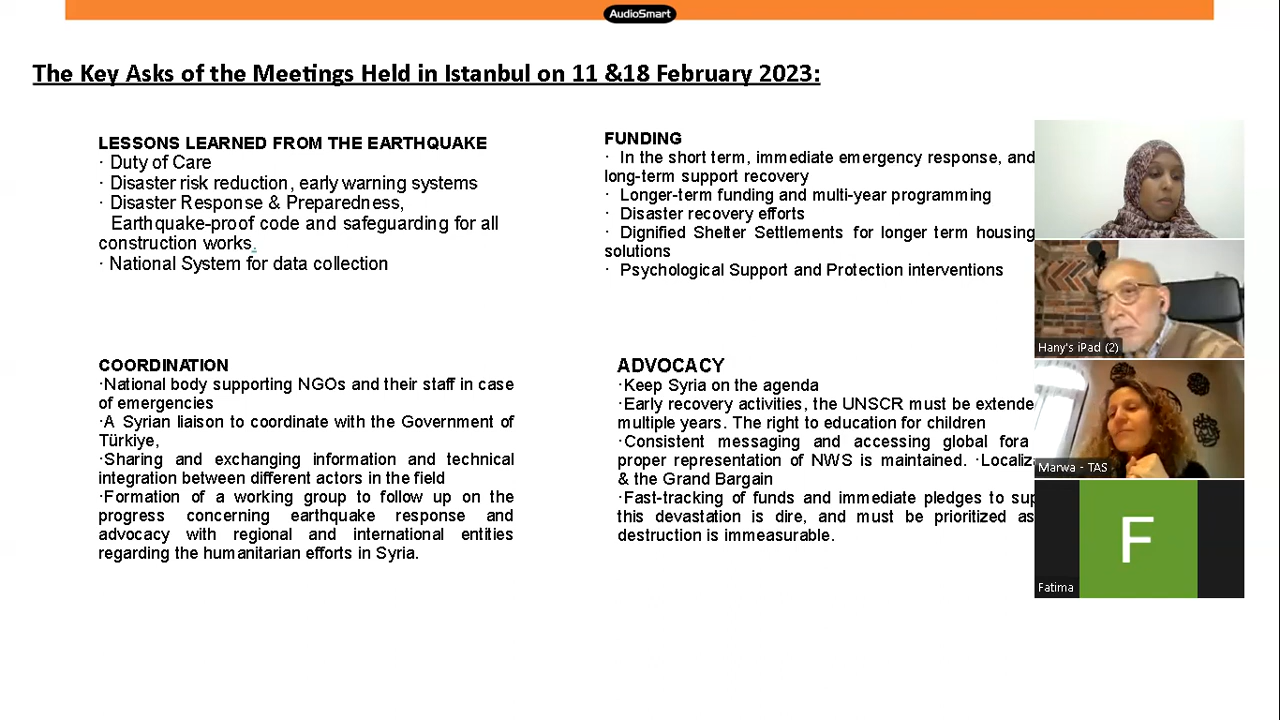 AudioSmart
The Key Asks of the Meetings Held in Istanbul on 11 &18 February 2023:
LESSONS LEARNED FROM THE EARTHQUAKE
· Duty of Care
· Disaster risk reduction, early warning systems
· Disaster Response & Preparedness,
Earthquake-proof code and safeguarding for all
construction works.
· National System for data collection
FUNDING
· In the short term, immediate emergency response, and
long-term support recovery
· Longer-term funding and multi-year programming
· Disaster recovery efforts
· Dignified Shelter Settlements for longer term housing
solutions
· Psychological Support and Protection interventions
COORDINATION
·National body supporting NGOs and their staff in case
of emergencies
·A Syrian liaison to coordinate with the Government of
Türkiye,
·Sharing and exchanging information and technical
integration between different actors in the field
·Formation of a working group to follow up on the
progress concerning earthquake response and
advocacy with regional and international entities
regarding the humanitarian efforts in Syria.
ADVOCACY
·Keep Syria on the agenda
·Early recovery activities, the UNSCR must be extende
multiple years. The right to education for children
·Consistent messaging and accessing global fora
proper representation of NWS is maintained. ·Localiz
& the Grand Bargain
·Fast-tracking of funds and immediate pledges to sup
this devastation is dire, and must be prioritized as
destruction is immeasurable.
Hany's iPad (2)
Marwa - TAS
F
Fatima